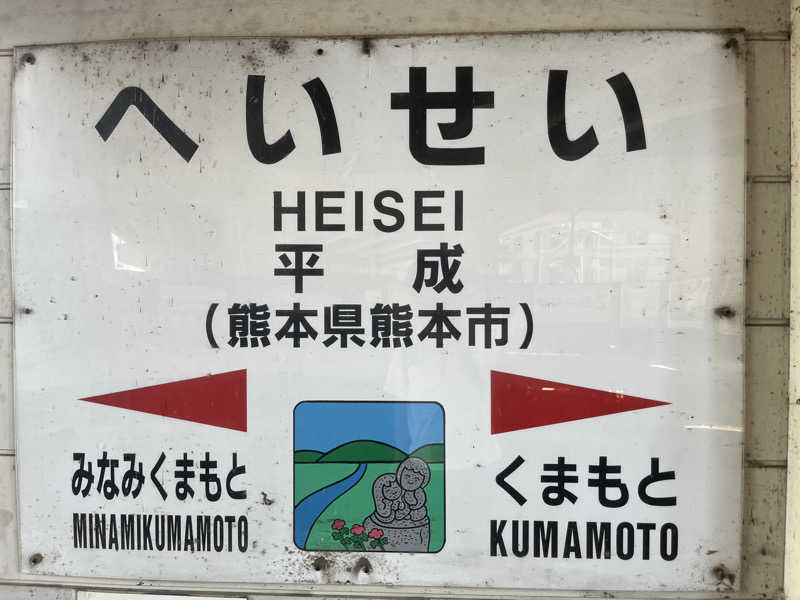 へいせい
HEISEI
平成
(熊本県熊本市)
みなみくまもと
MINAMIKUMAMOTO
くまもと
KUMAMOTO